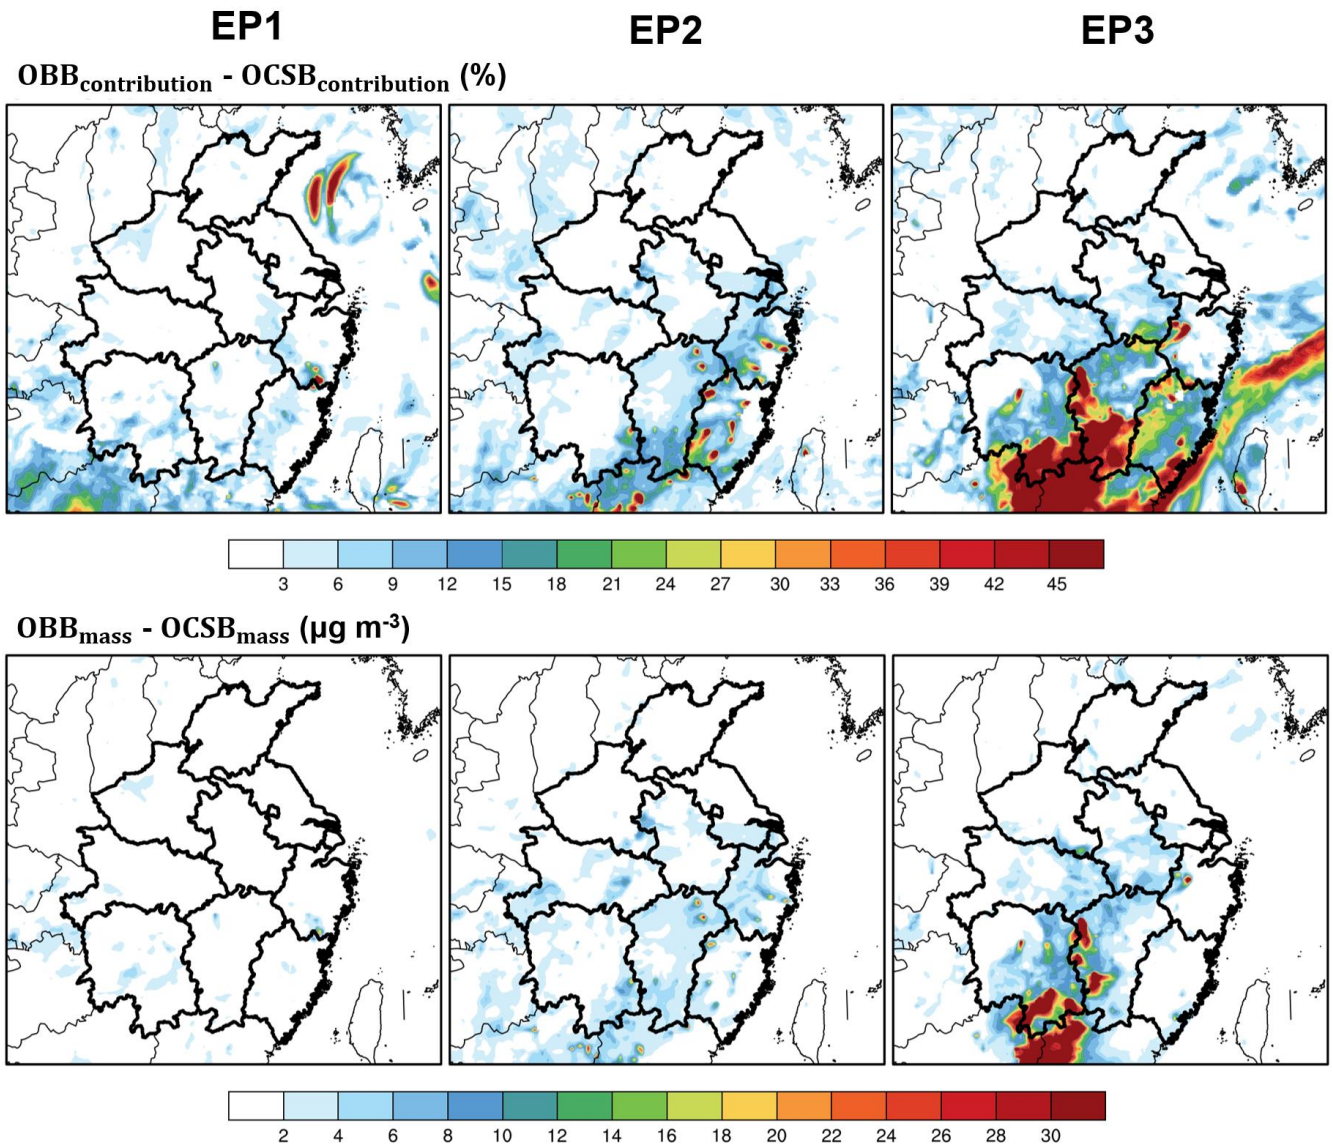 EP1 EP2 EP3
OBBcontribution - OCSBcontribution (%)
3 6 9 12 15 18 21 24 27 30 33 36 39 42 45
OBBmass - OCSBmass (μg m-3)
2 4 6 8 10 12 14 16 18 20 22 24 26 28 30